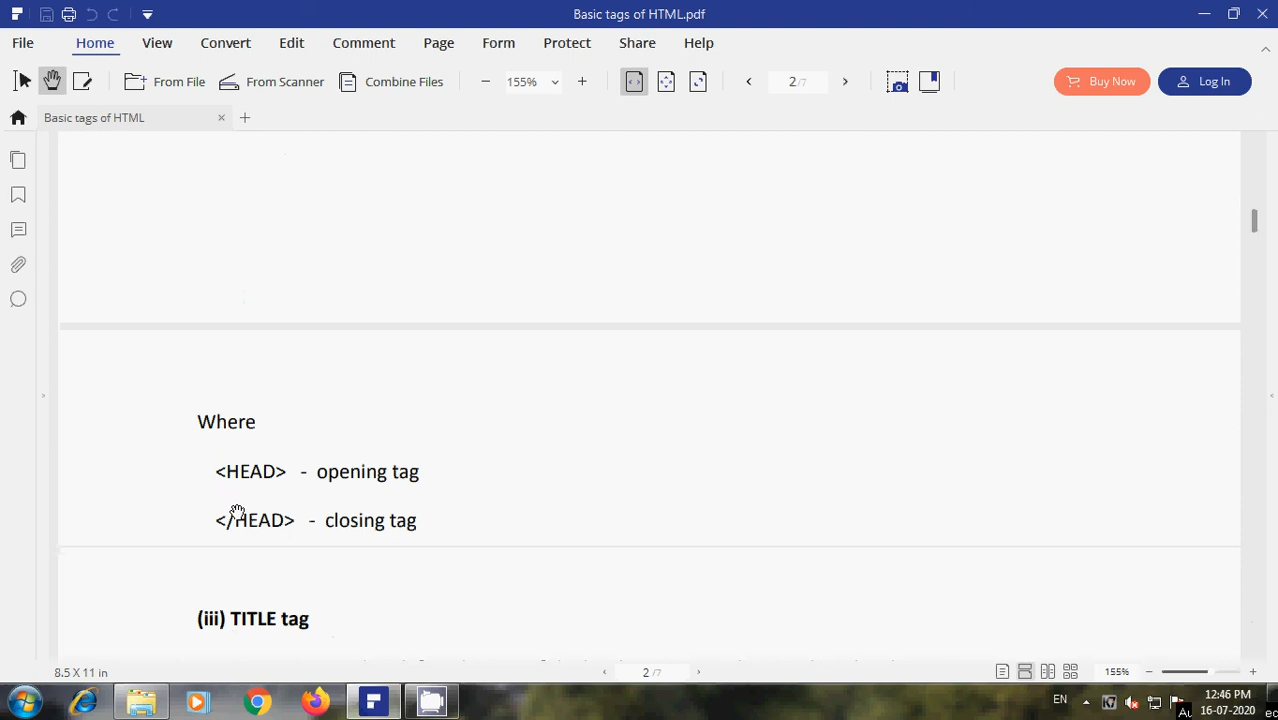 Basic tags of HTML.pdf
File Home View Convert Edit Comment Page Form Protect Share Help
From File From Scanner Combine Files 155% 2/7 Buy Now Log In
Basic tags of HTML
Where
<HEAD> - opening tag
</HEAD> - closing tag
(iii) TITLE tag
8.5 X 11 in 2/7 155%
EN 12:46 PM
16-07-2020